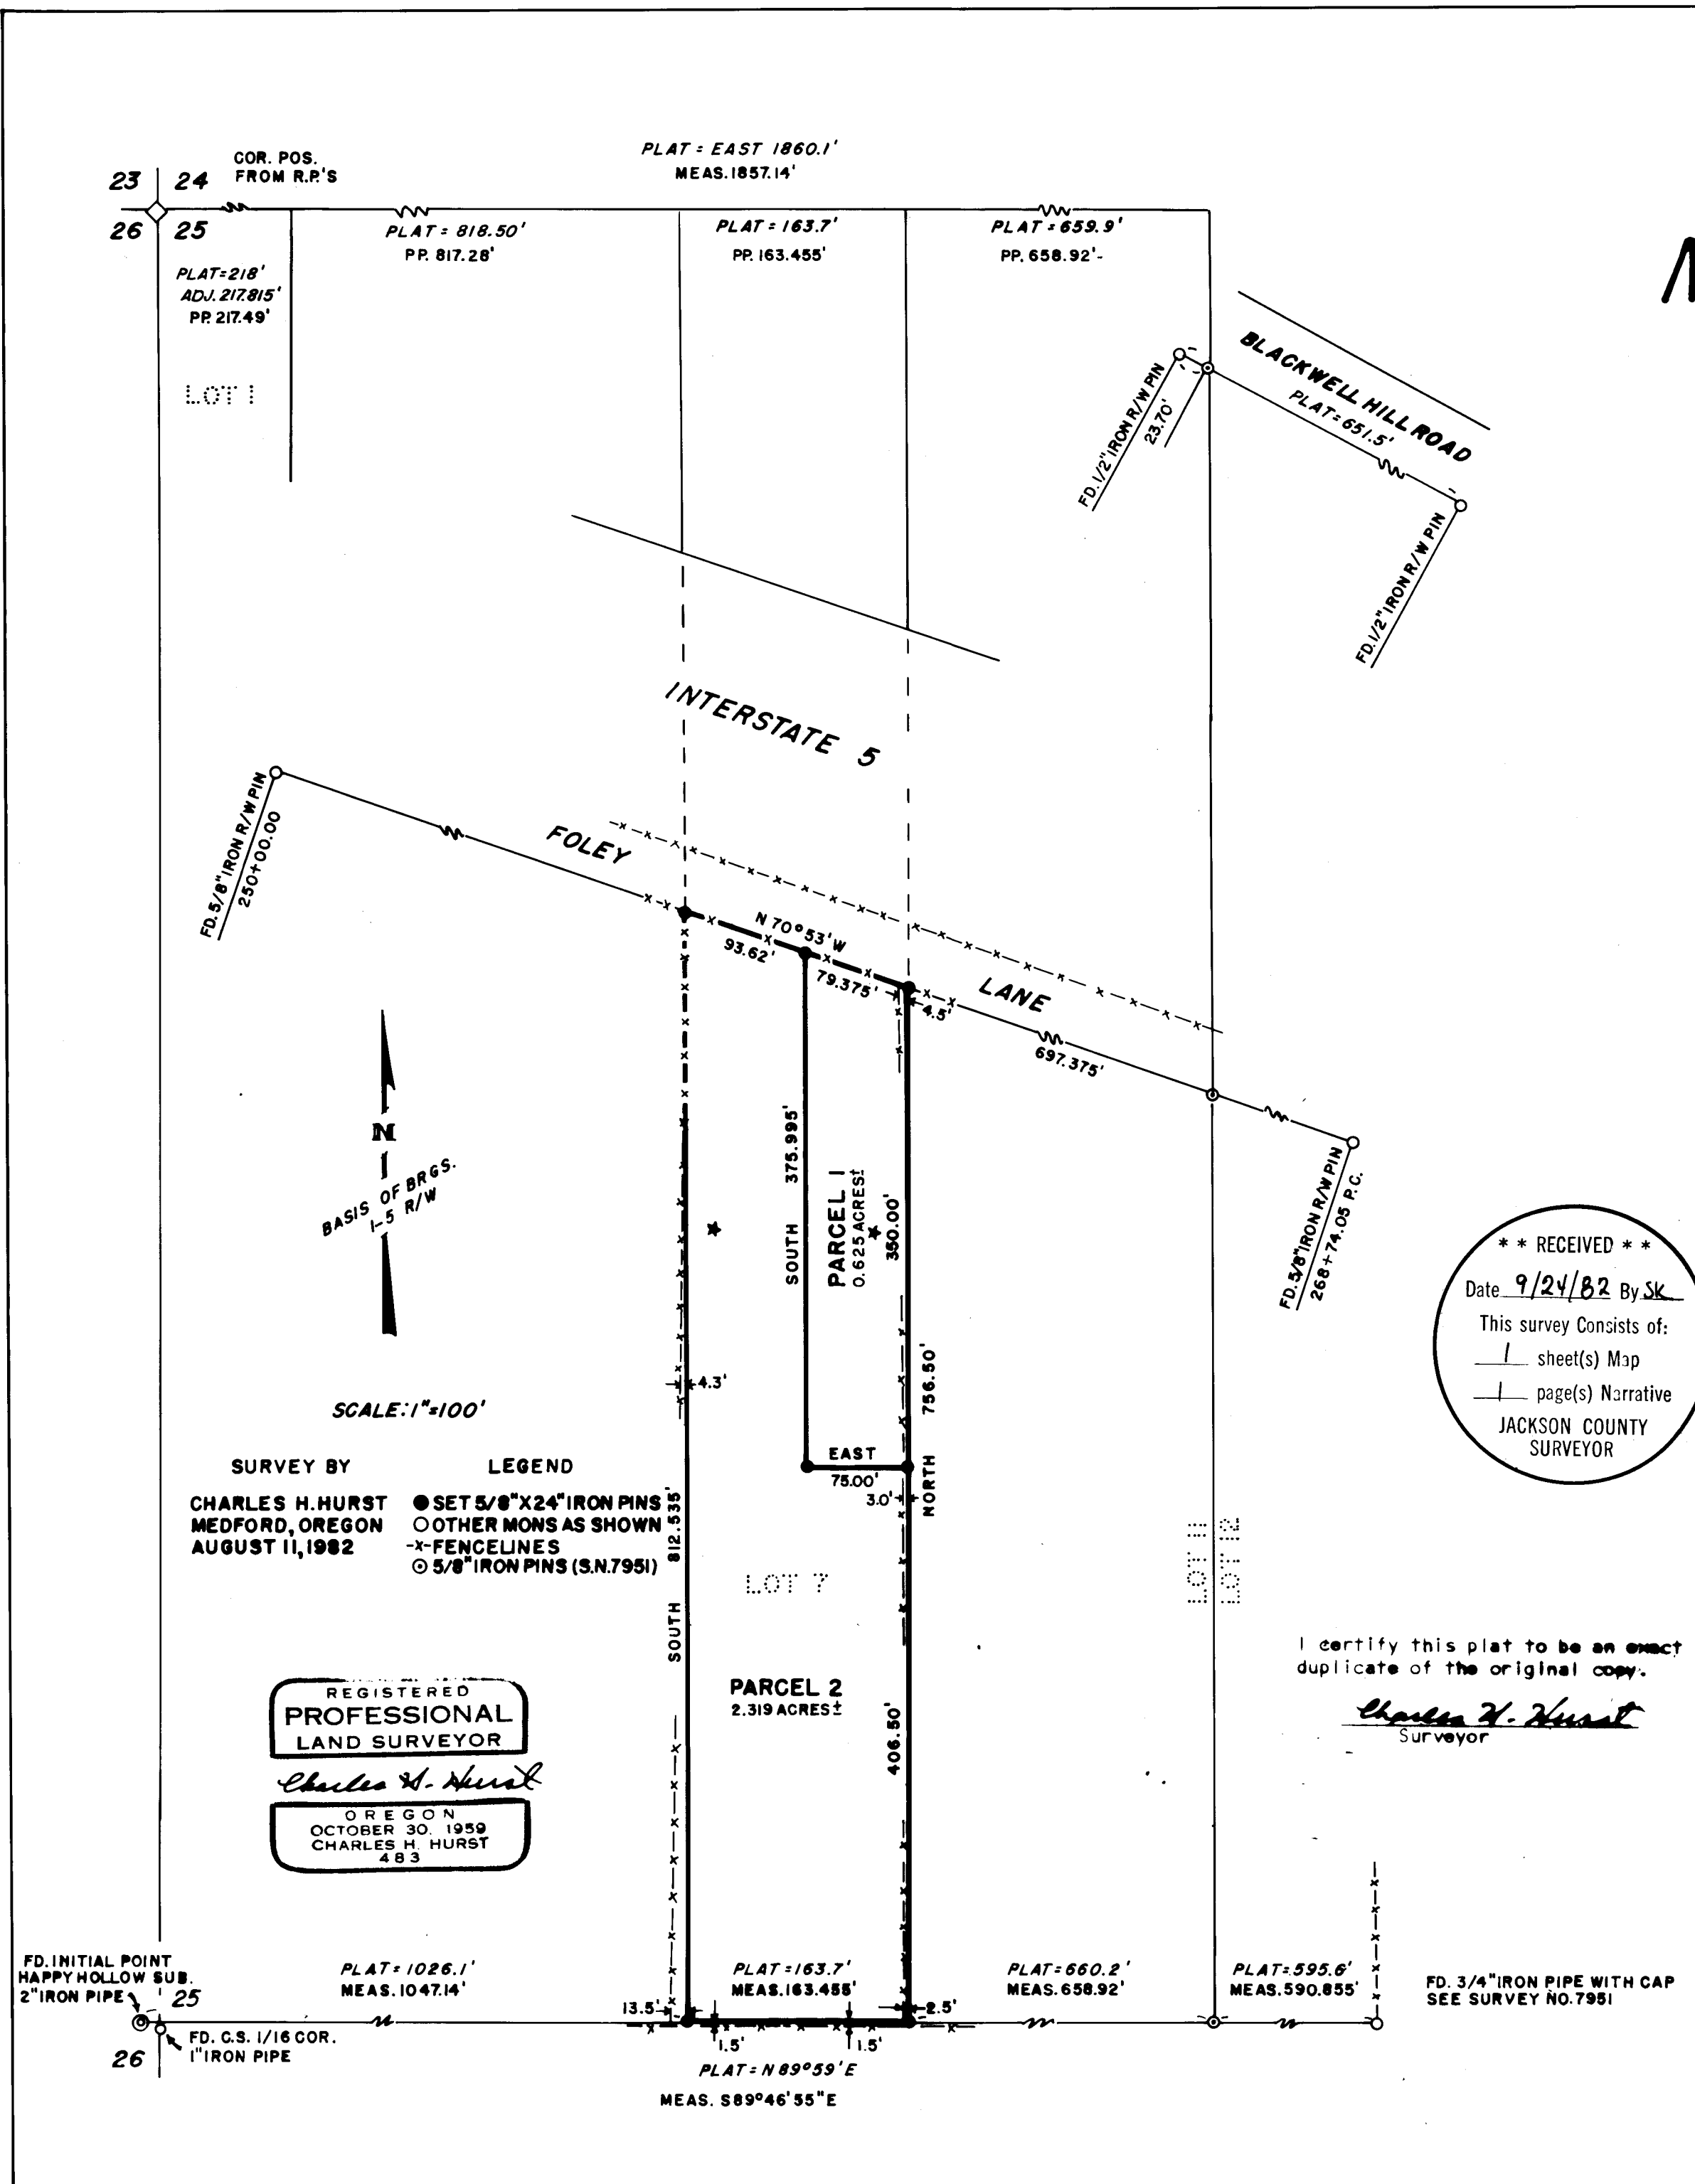 COR. POS.
FROM R.P.'S
23 24
26 25
PLAT = EAST 1860.1'
MEAS. 1857.14'
PLAT = 818.50'
PP. 817.28'
PLAT = 163.7'
PP. 163.455'
PLAT = 659.9'
PP. 658.92'-
PLAT=218'
ADJ. 217.815'
PP. 217.49'
LOT 1
N
BLACKWELL HILL ROAD
PLAT= 651.5'
FD. 1/2" IRON R/W PIN
23.70'
FD. 1/2" IRON R/W PIN
INTERSTATE 5
FD. 5/8" IRON R/W PIN
250+00.00
FOLEY LANE
N 70° 53' W
93.62'
79.375'
4.5'
697.375'
FD. 5/8" IRON R/W PIN
268+74.05 P.C.
N
BASIS OF BRGS.
I-5 R/W
SOUTH 375.995'
PARCEL 1
0.625 ACRES±
350.00'
NORTH 756.50'
4.3'
EAST
75.00'
3.0'
SCALE: 1"=100'
SURVEY BY
CHARLES H. HURST
MEDFORD, OREGON
AUGUST 11, 1982
LEGEND
● SET 5/8"X24" IRON PINS
○ OTHER MONS AS SHOWN
-x- FENCELINES
⊙ 5/8" IRON PINS (S.N. 7951)
SOUTH 812.535'
LOT 7
PARCEL 2
2.319 ACRES±
406.50'
LOT 11
LOT 12
* * RECEIVED * *
Date 9/24/82 By SK
This survey Consists of:
1 sheet(s) Map
1 page(s) Narrative
JACKSON COUNTY
SURVEYOR
I certify this plat to be an exact
duplicate of the original copy.
Charles H. Hurst
Surveyor
REGISTERED
PROFESSIONAL
LAND SURVEYOR
Charles H. Hurst
OREGON
OCTOBER 30, 1959
CHARLES H. HURST
483
FD. INITIAL POINT
HAPPY HOLLOW SUB.
2" IRON PIPE
25
26
FD. C.S. 1/16 COR.
1" IRON PIPE
PLAT= 1026.1'
MEAS. 1047.14'
13.5'
PLAT = 163.7'
MEAS. 163.455'
2.5'
1.5'
1.5'
PLAT = 660.2'
MEAS. 658.92'
PLAT= 595.6'
MEAS. 590.855'
FD. 3/4" IRON PIPE WITH CAP
SEE SURVEY NO. 7951
PLAT = N 89° 59' E
MEAS. S 89° 46' 55" E